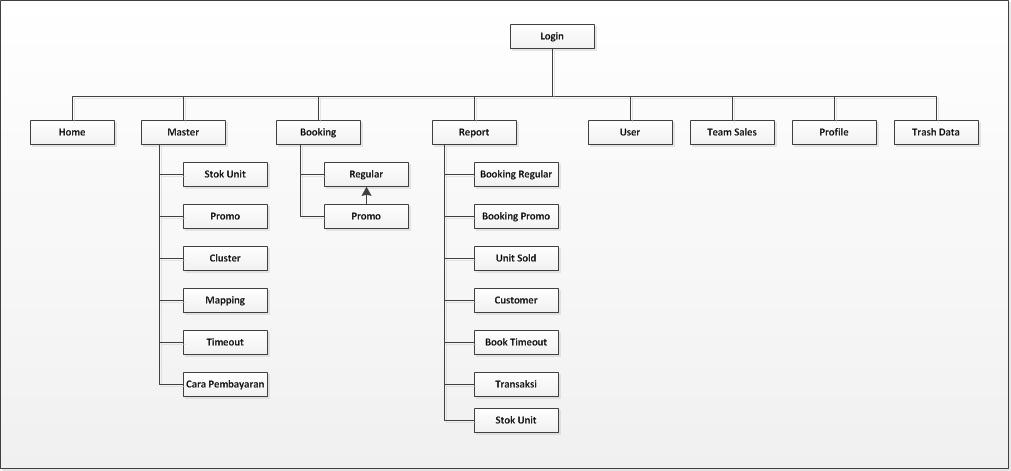 Login
Home
Master
Booking
Report
User
Team Sales
Profile
Trash Data
Stok Unit
Promo
Cluster
Mapping
Timeout
Cara Pembayaran
Regular
Promo
Booking Regular
Booking Promo
Unit Sold
Customer
Book Timeout
Transaksi
Stok Unit